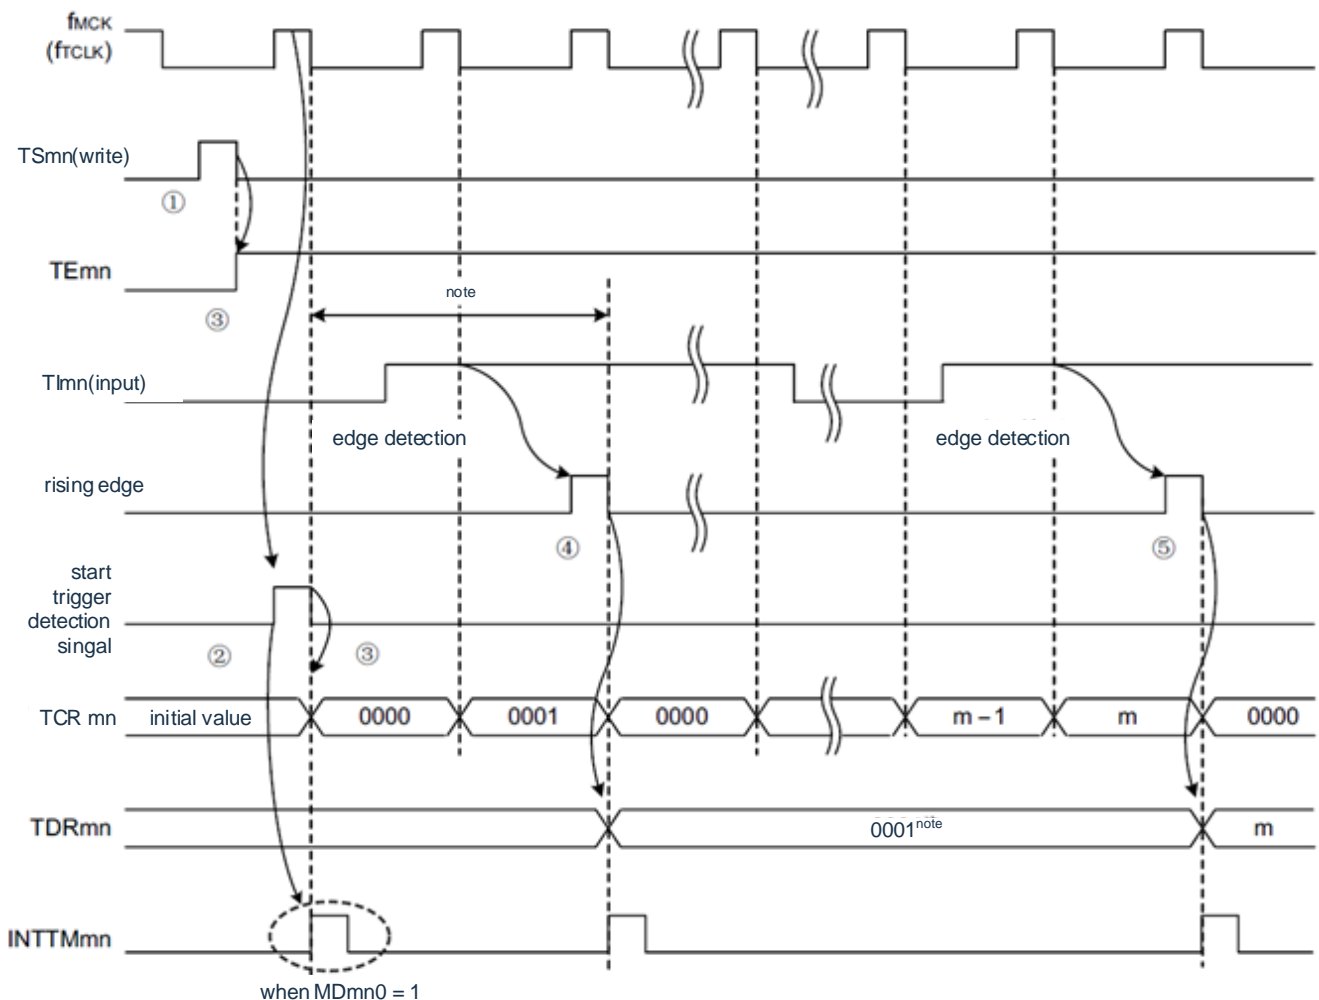 fMCK
(fTCLK)
TSmn(write)
①
TEmn
③
note
TImn(input)
edge detection
edge detection
rising edge
④
⑤
start
trigger
detection
singal
②
③
TCR mn
initial value
0000
0001
0000
m – 1
m
0000
TDRmn
0001note
m
INTTMmn
when MDmn0 = 1